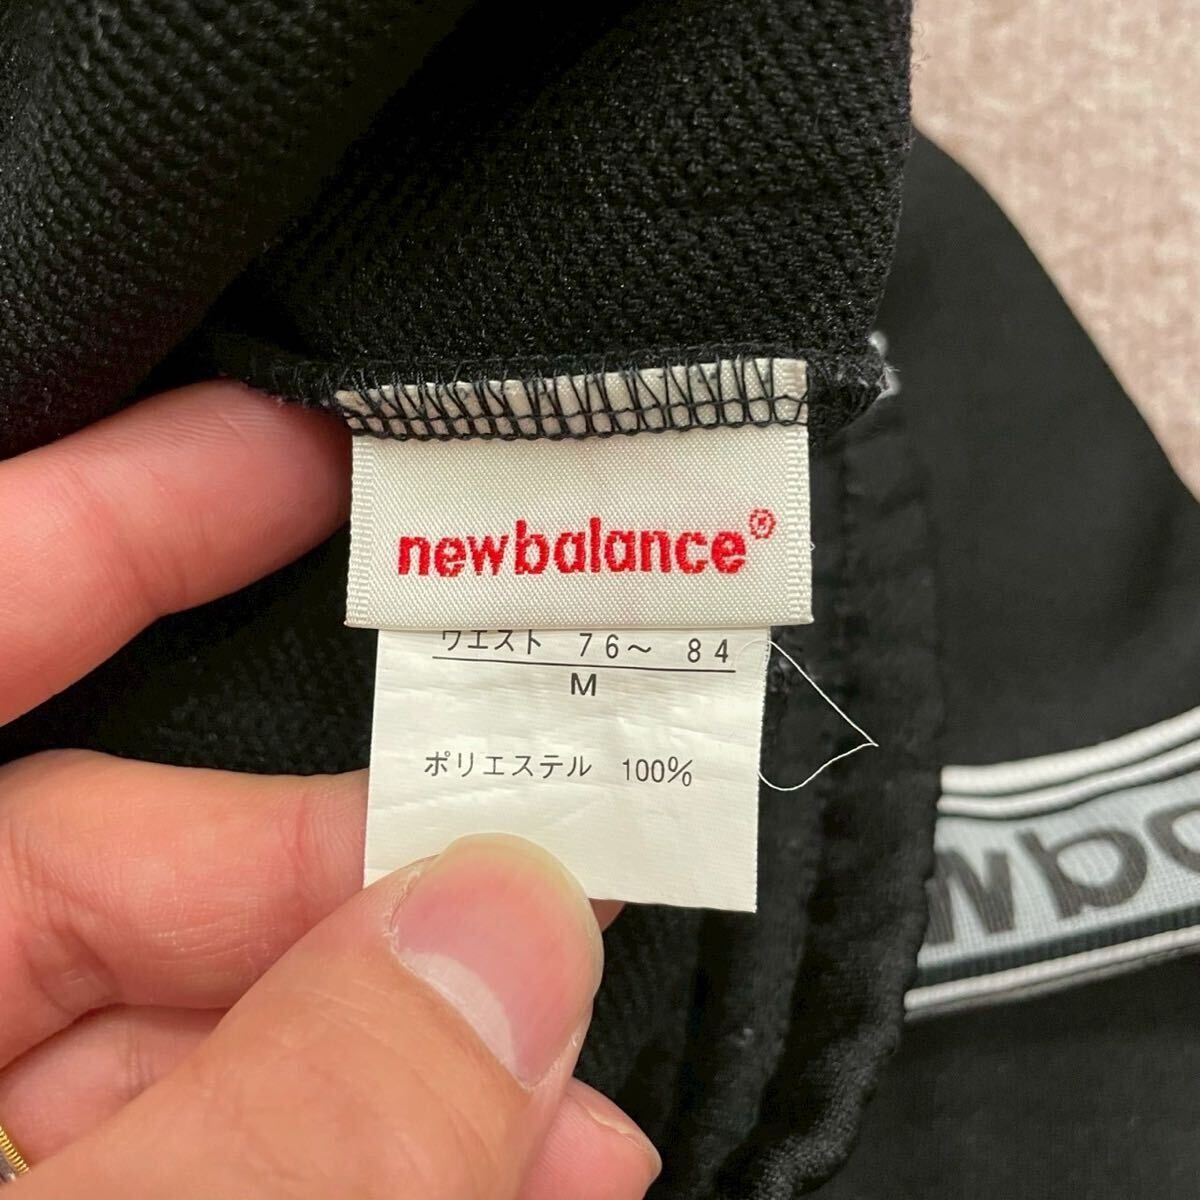 newbalance®
ウエスト 76～ 84
M
ポリエステル 100%